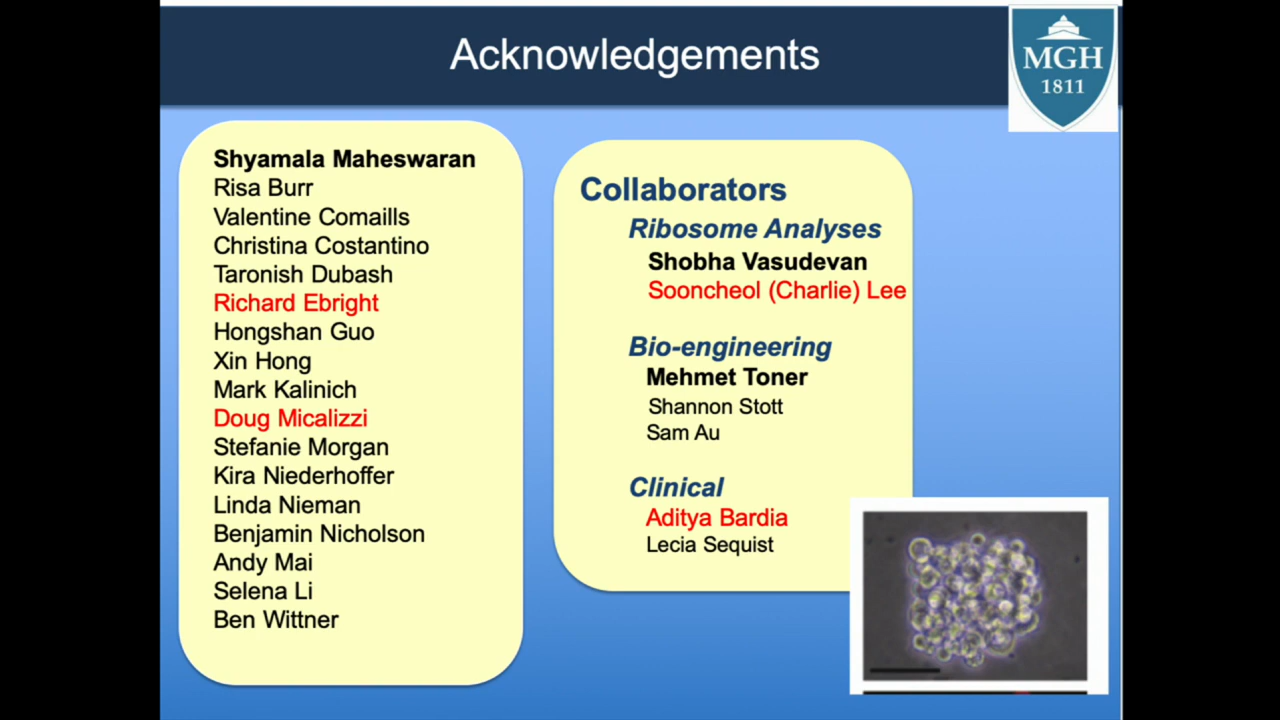 Acknowledgements
MGH
1811
Shyamala Maheswaran
Risa Burr
Valentine Comaills
Christina Costantino
Taronish Dubash
Richard Ebright
Hongshan Guo
Xin Hong
Mark Kalinich
Doug Micalizzi
Stefanie Morgan
Kira Niederhoffer
Linda Nieman
Benjamin Nicholson
Andy Mai
Selena Li
Ben Wittner
Collaborators
Ribosome Analyses
Shobha Vasudevan
Sooncheol (Charlie) Lee
Bio-engineering
Mehmet Toner
Shannon Stott
Sam Au
Clinical
Aditya Bardia
Lecia Sequist